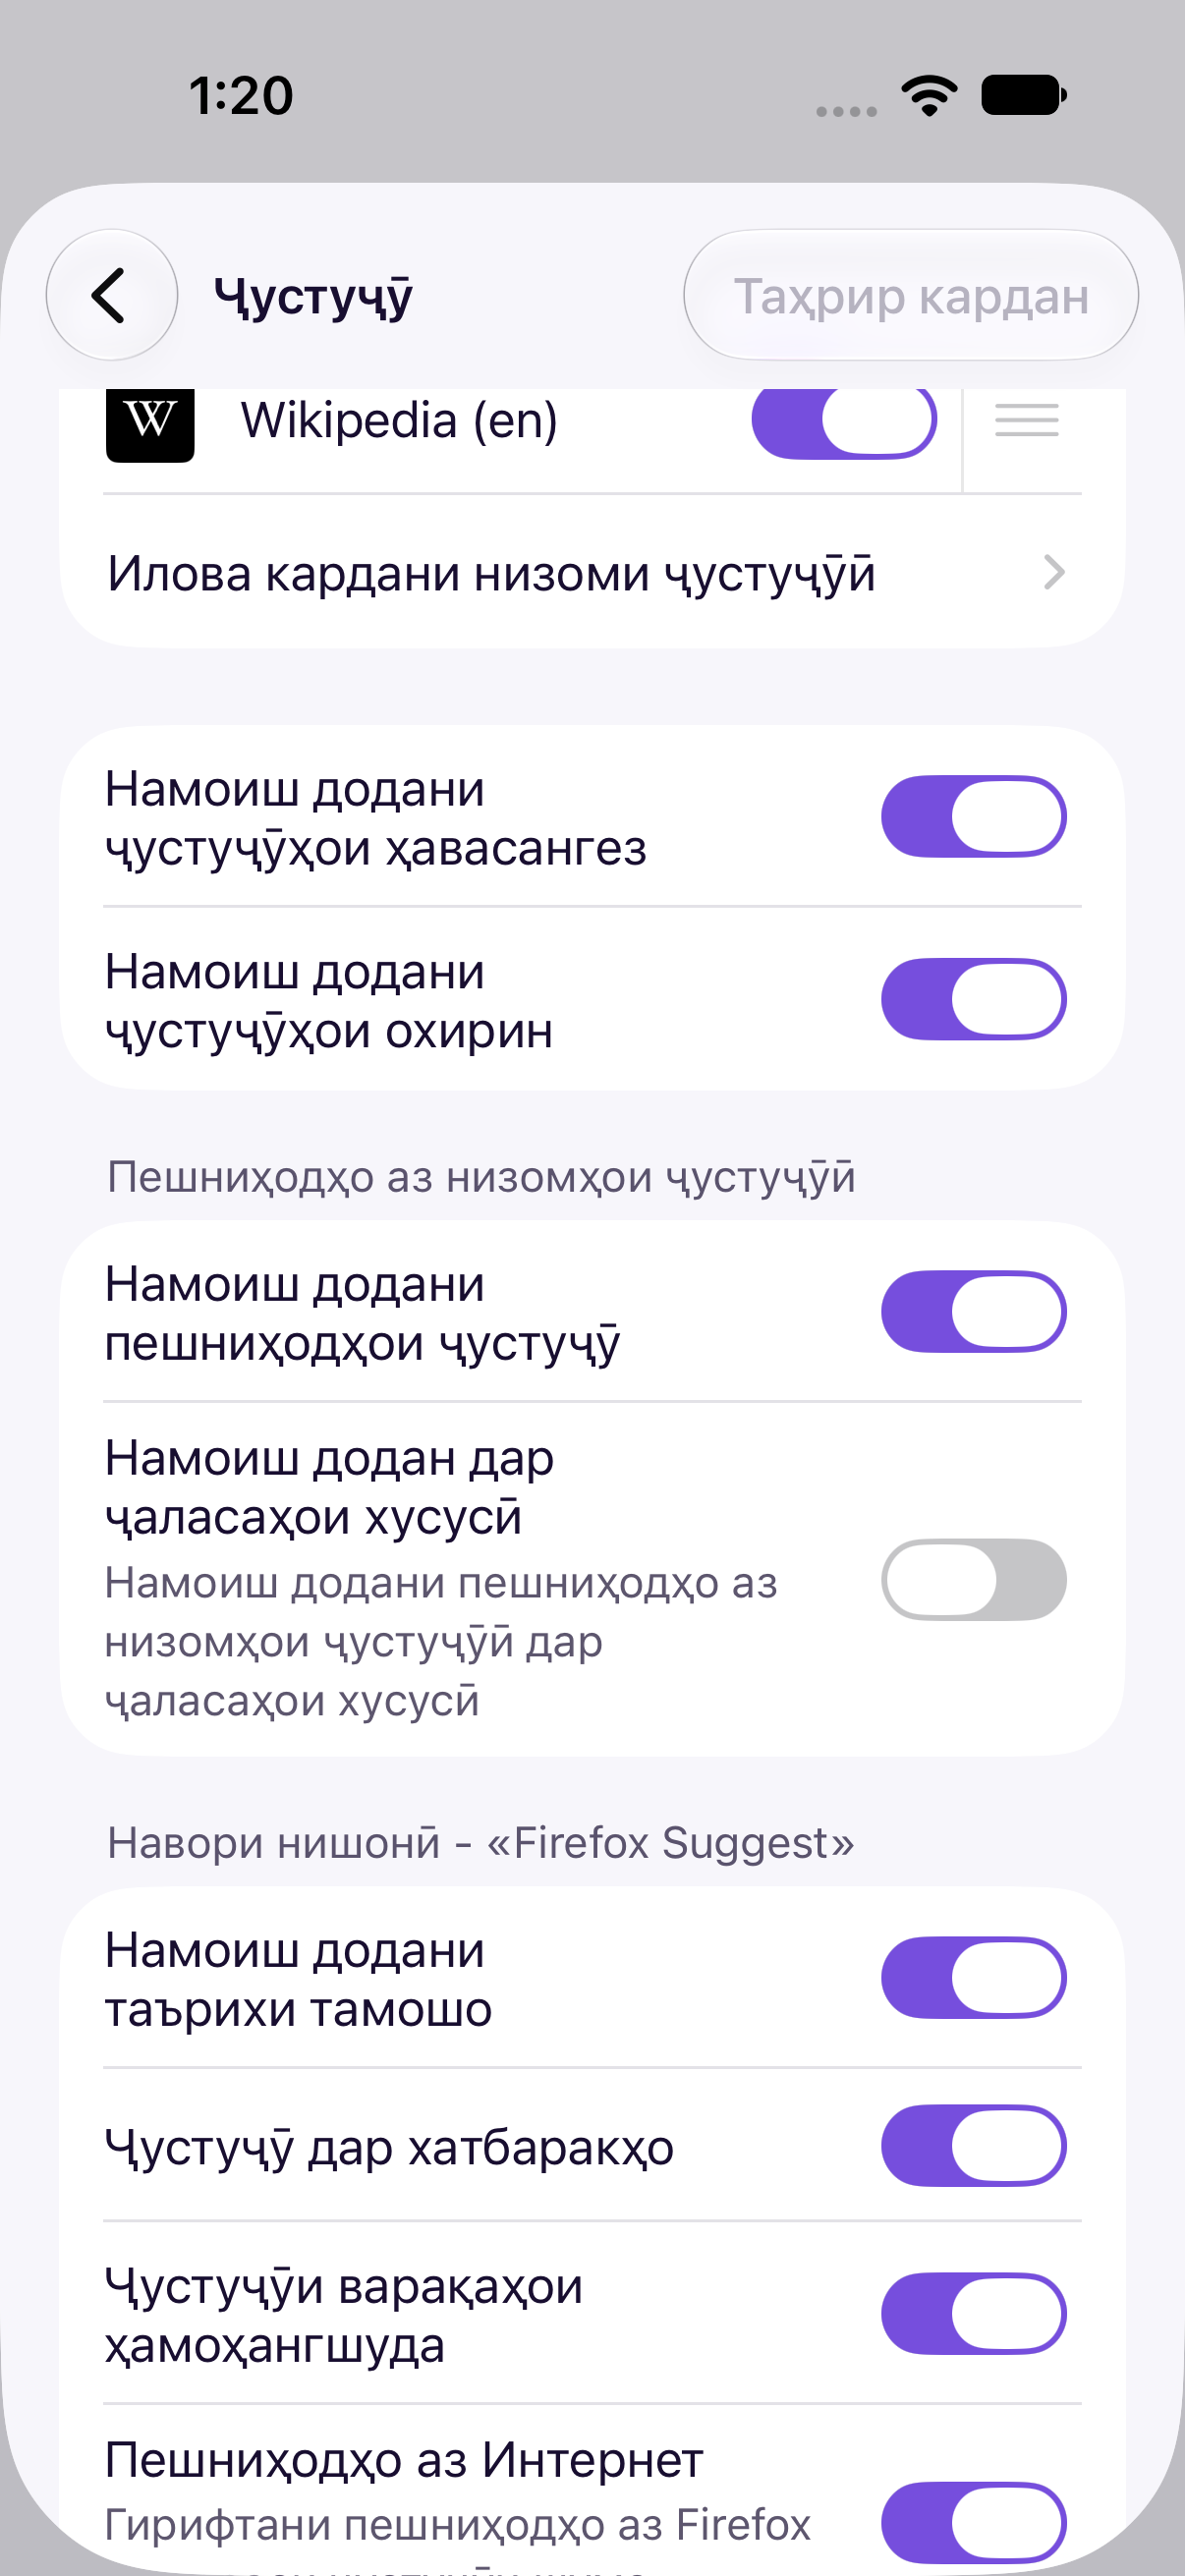 1:20
Ҷустуҷӯ
Таҳрир кардан
W
Wikipedia (en)
Илова кардани низоми ҷустуҷӯӣ
Намоиш додани
ҷустуҷӯҳои ҳавасангез
Намоиш додани
ҷустуҷӯҳои охирин
Пешниҳодҳо аз низомҳои ҷустуҷӯӣ
Намоиш додани
пешниҳодҳои ҷустуҷӯ
Намоиш додан дар
ҷаласаҳои хусусӣ
Намоиш додани пешниҳодҳо аз
низомҳои ҷустуҷӯӣ дар
ҷаласаҳои хусусӣ
Навори нишонӣ - «Firefox Suggest»
Намоиш додани
таърихи тамошо
Ҷустуҷӯ дар хатбаракҳо
Ҷустуҷӯи варақаҳои
ҳамоҳангшуда
Пешниҳодҳо аз Интернет
Гирифтани пешниҳодҳо аз Firefox